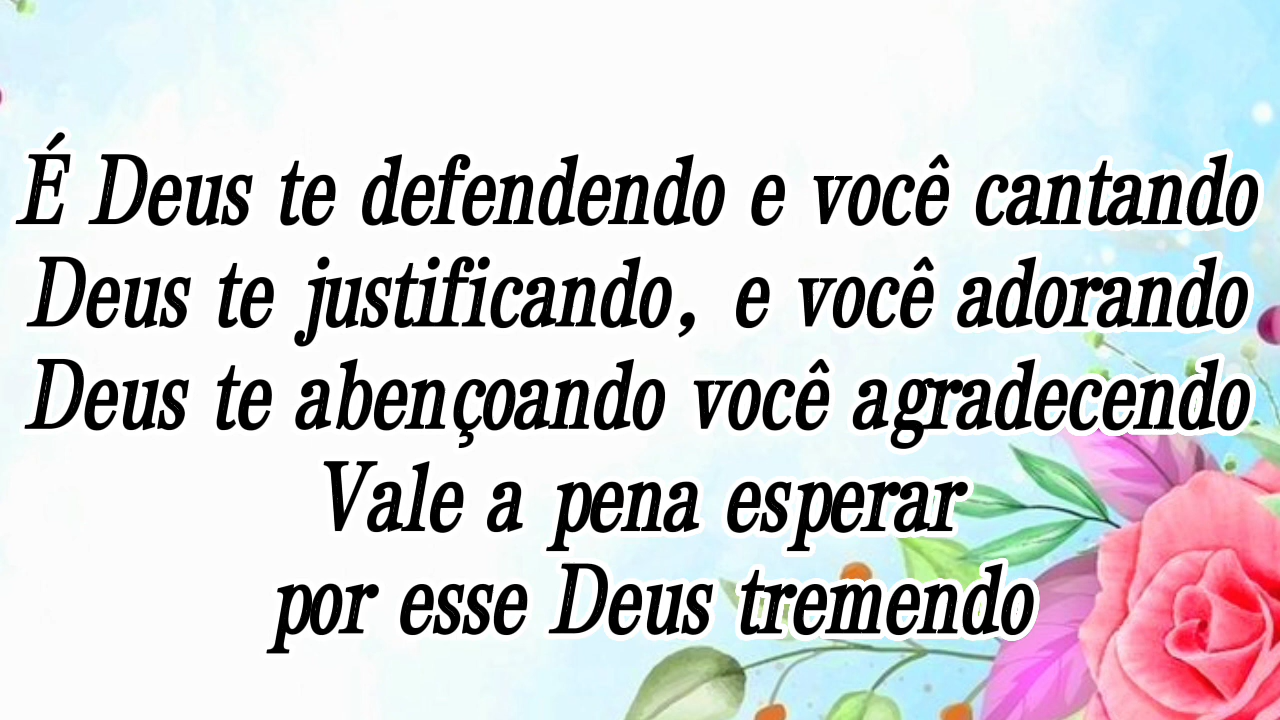 É Deus te defendendo e você cantando
Deus te justificando, e você adorando
Deus te abençoando você agradecendo
Vale a pena esperar
por esse Deus tremendo